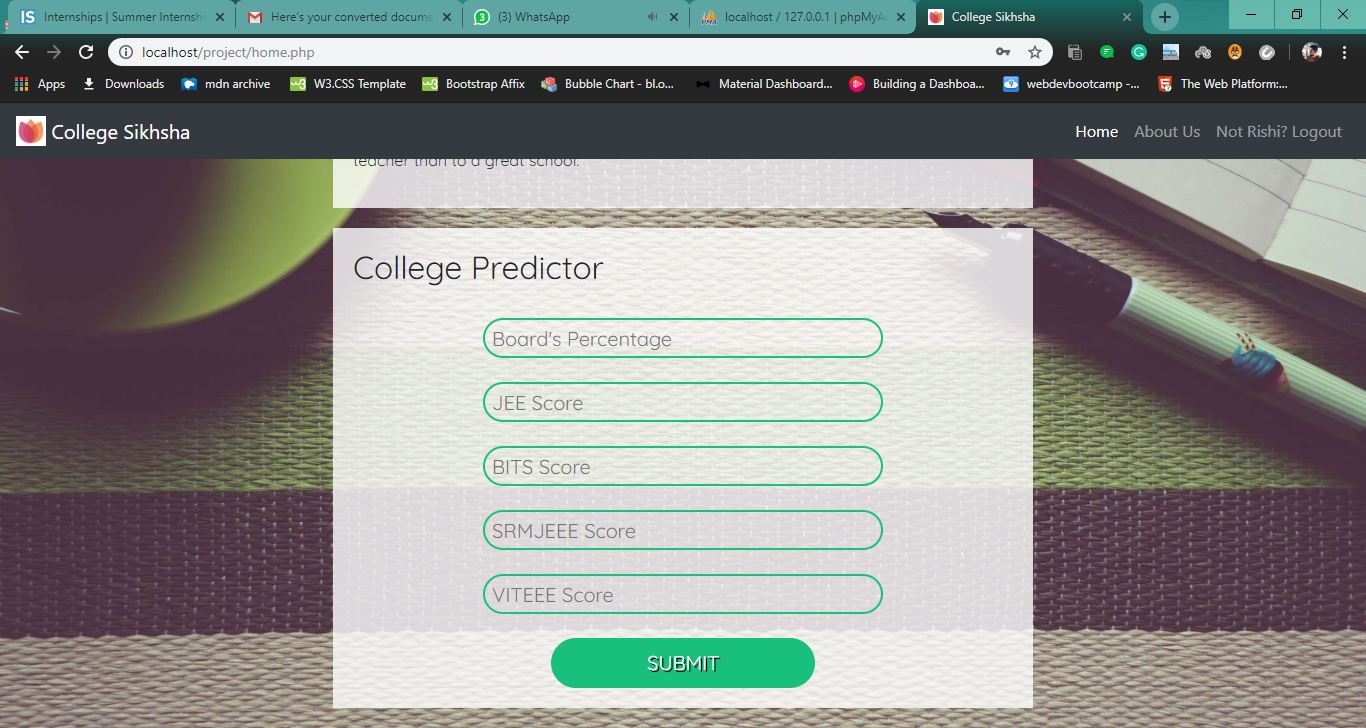 Internships | Summer Internshi
Here's your converted docume
(3) WhatsApp
localhost / 127.0.0.1 | phpMyA
College Sikhsha
localhost/project/home.php
Apps
Downloads
mdn archive
W3.CSS Template
Bootstrap Affix
Bubble Chart - bl.o...
Material Dashboard...
Building a Dashboa...
webdevbootcamp -...
The Web Platform:...
College Sikhsha
Home
About Us
Not Rishi? Logout
teacher than to a great school.
College Predictor
Board's Percentage
JEE Score
BITS Score
SRMJEEE Score
VITEEE Score
SUBMIT